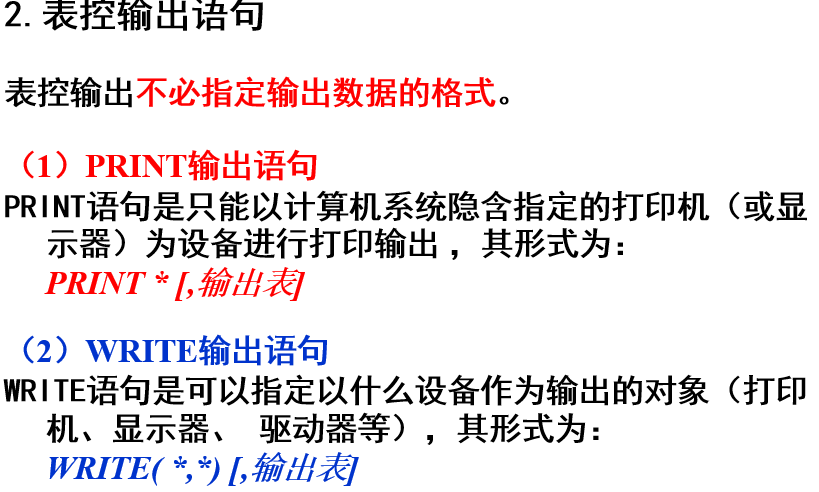 2.表控输出语句
表控输出不必指定输出数据的格式。
（1）PRINT输出语句
PRINT语句是只能以计算机系统隐含指定的打印机（或显
示器）为设备进行打印输出，其形式为：
PRINT * [,输出表]
（2）WRITE输出语句
WRITE语句是可以指定以什么设备作为输出的对象（打印
机、显示器、 驱动器等），其形式为：
WRITE( *,*) [,输出表]